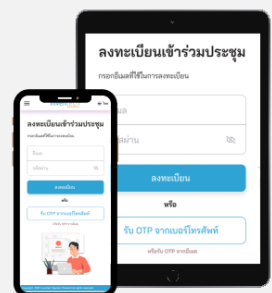 ลงทะเบียนเข้าร่วมประชุม
กรอกอีเมลที่ใช้ในการลงทะเบียน
ลงทะเบียน
หรือ
รับ OTP จากเบอร์โทรศัพท์
หรือรับ OTP จากอีเมล
ลงทะเบียนเข้าร่วมประชุม
กรอกอีเมลที่ใช้ในการลงทะเบียน
อีเมล
รหัสผ่าน
ลงทะเบียน
หรือ
รับ OTP จากเบอร์โทรศัพท์